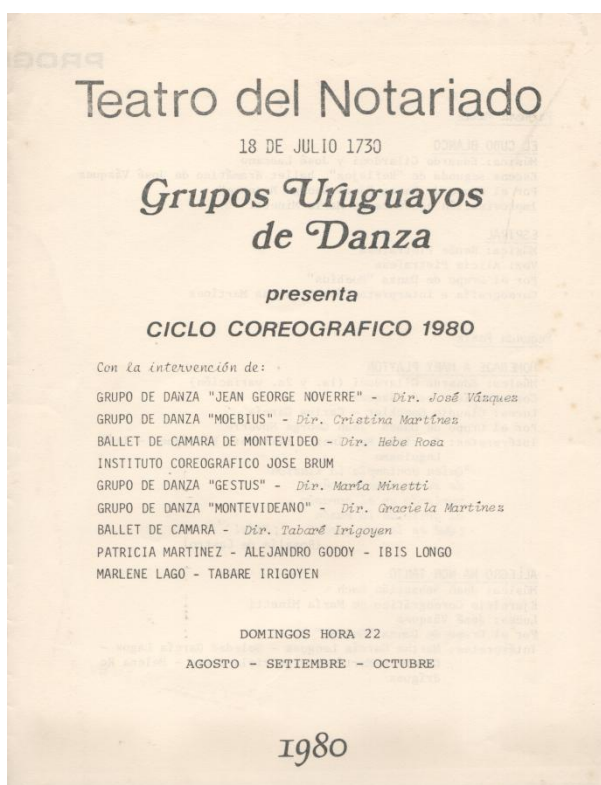 Teatro del Notariado
18 DE JULIO 1730
Grupos Uruguayos
de Danza
presenta
CICLO COREOGRAFICO 1980
Con la intervención de:
GRUPO DE DANZA "JEAN GEORGE NOVERRE" - Dir. José Vázquez
GRUPO DE DANZA "MOEBIUS" - Dir. Cristina Martínez
BALLET DE CAMARA DE MONTEVIDEO - Dir. Hebe Rosa
INSTITUTO COREOGRAFICO JOSE BRUM
GRUPO DE DANZA "GESTUS" - Dir. María Minetti
GRUPO DE DANZA "MONTEVIDEANO" - Dir. Graciela Martínez
BALLET DE CAMARA - Dir. Tabaré Irigoyen
PATRICIA MARTINEZ - ALEJANDRO GODOY - IBIS LONGO
MARLENE LAGO - TABARE IRIGOYEN
DOMINGOS HORA 22
AGOSTO - SETIEMBRE - OCTUBRE
1980